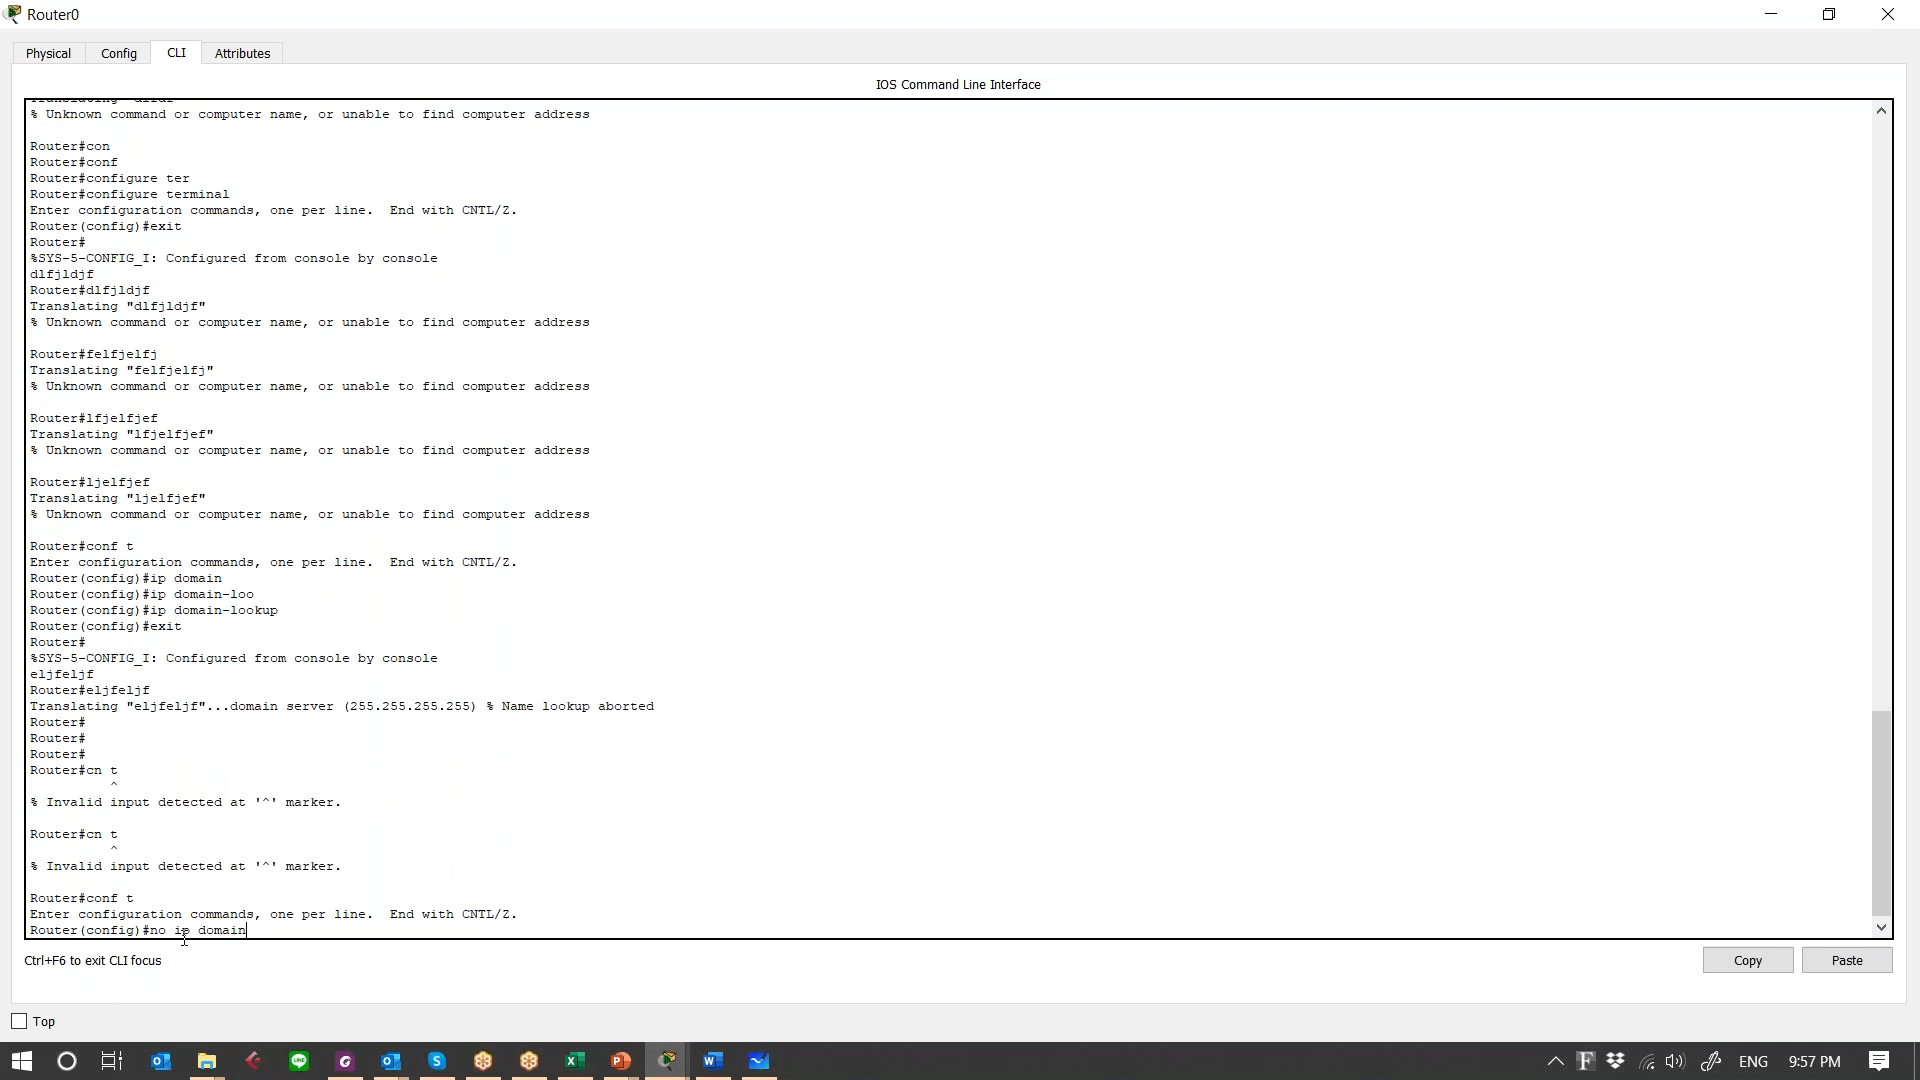 Router0
Physical Config CLI Attributes
IOS Command Line Interface
% Unknown command or computer name, or unable to find computer address
Router#con
Router#conf
Router#configure ter
Router#configure terminal
Enter configuration commands, one per line.  End with CNTL/Z.
Router(config)#exit
Router#
%SYS-5-CONFIG_I: Configured from console by console
dlfjldjf
Router#dlfjldjf
Translating "dlfjldjf"
% Unknown command or computer name, or unable to find computer address
Router#felfjelfj
Translating "felfjelfj"
% Unknown command or computer name, or unable to find computer address
Router#lfjelfjef
Translating "lfjelfjef"
% Unknown command or computer name, or unable to find computer address
Router#ljelfjef
Translating "ljelfjef"
% Unknown command or computer name, or unable to find computer address
Router#conf t
Enter configuration commands, one per line.  End with CNTL/Z.
Router(config)#ip domain
Router(config)#ip domain-loo
Router(config)#ip domain-lookup
Router(config)#exit
Router#
%SYS-5-CONFIG_I: Configured from console by console
eljfeljf
Router#eljfeljf
Translating "eljfeljf"...domain server (255.255.255.255) % Name lookup aborted
Router#
Router#
Router#
Router#cn t
^
% Invalid input detected at '^' marker.
Router#cn t
^
% Invalid input detected at '^' marker.
Router#conf t
Enter configuration commands, one per line.  End with CNTL/Z.
Router(config)#no ip domain
Ctrl+F6 to exit CLI focus
Copy Paste
Top
ENG 9:57 PM